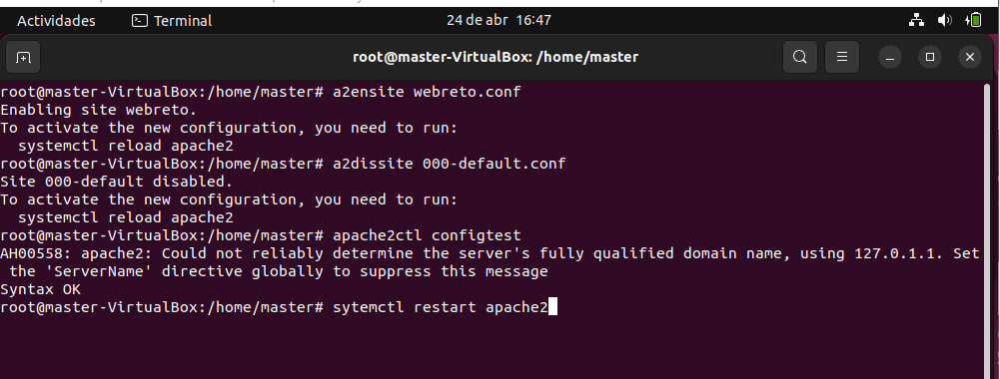 Actividades Terminal 24 de abr 16:47
root@master-VirtualBox: /home/master
root@master-VirtualBox:/home/master# a2ensite webreto.conf
Enabling site webreto.
To activate the new configuration, you need to run:
  systemctl reload apache2
root@master-VirtualBox:/home/master# a2dissite 000-default.conf
Site 000-default disabled.
To activate the new configuration, you need to run:
  systemctl reload apache2
root@master-VirtualBox:/home/master# apache2ctl configtest
AH00558: apache2: Could not reliably determine the server's fully qualified domain name, using 127.0.1.1. Set
 the 'ServerName' directive globally to suppress this message
Syntax OK
root@master-VirtualBox:/home/master# sytemctl restart apache2